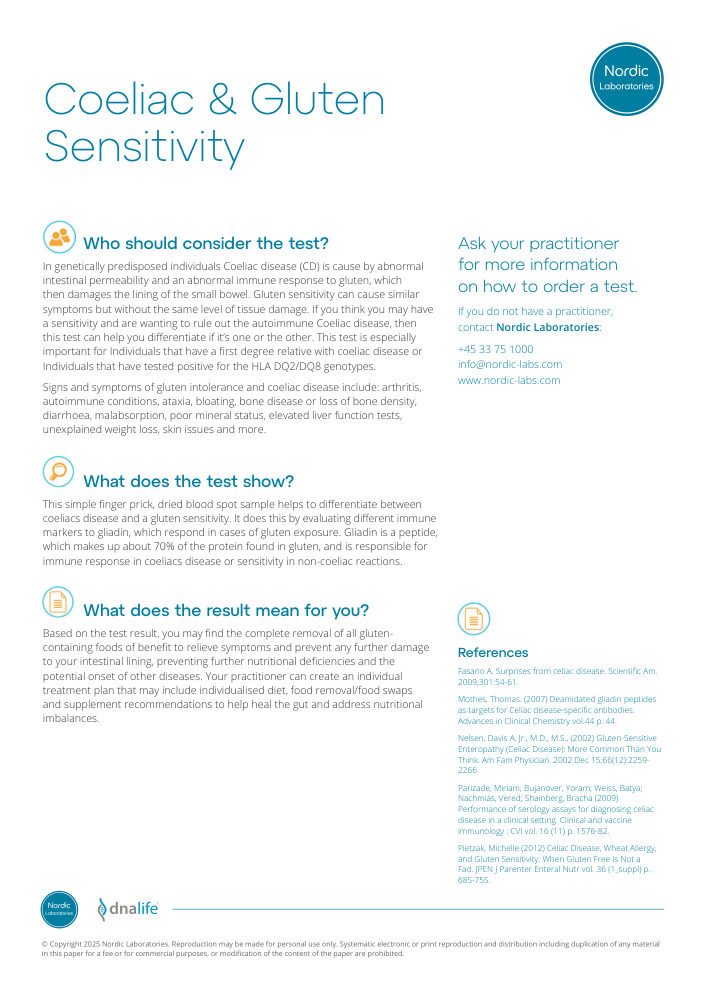 Nordic
Laboratories
Coeliac & Gluten
Sensitivity
Who should consider the test?
In genetically predisposed individuals Coeliac disease (CD) is cause by abnormal
intestinal permeability and an abnormal immune response to gluten, which
then damages the lining of the small bowel. Gluten sensitivity can cause similar
symptoms but without the same level of tissue damage. If you think you may have
a sensitivity and are wanting to rule out the autoimmune Coeliac disease, then
this test can help you differentiate if it's one or the other. This test is especially
important for Individuals that have a first degree relative with coeliac disease or
Individuals that have tested positive for the HLA DQ2/DQ8 genotypes.
Signs and symptoms of gluten intolerance and coeliac disease include: arthritis,
autoimmune conditions, ataxia, bloating, bone disease or loss of bone density,
diarrhoea, malabsorption, poor mineral status, elevated liver function tests,
unexplained weight loss, skin issues and more.
What does the test show?
This simple finger prick, dried blood spot sample helps to differentiate between
coeliacs disease and a gluten sensitivity. It does this by evaluating different immune
markers to gliadin, which respond in cases of gluten exposure. Gliadin is a peptide,
which makes up about 70% of the protein found in gluten, and is responsible for
immune response in coeliacs disease or sensitivity in non-coeliac reactions.
What does the result mean for you?
Based on the test result, you may find the complete removal of all gluten-
containing foods of benefit to relieve symptoms and prevent any further damage
to your intestinal lining, preventing further nutritional deficiencies and the
potential onset of other diseases. Your practitioner can create an individual
treatment plan that may include individualised diet, food removal/food swaps
and supplement recommendations to help heal the gut and address nutritional
imbalances.
Ask your practitioner
for more information
on how to order a test.
If you do not have a practitioner,
contact Nordic Laboratories:
+45 33 75 1000
info@nordic-labs.com
www.nordic-labs.com
References
Fasano A. Surprises from celiac disease. Scientific Am.
2009;301:54-61.
Mothes, Thomas. (2007) Deamidated gliadin peptides
as targets for Celiac disease-specific antibodies.
Advances in Clinical Chemistry vol.44 p. 44.
Nelsen, Davis A. Jr., M.D., M.S., (2002) Gluten-Sensitive
Enteropathy (Celiac Disease): More Common Than You
Think. Am Fam Physician. 2002 Dec 15;66(12):2259-
2266.
Parizade, Miriam; Bujanover, Yoram; Weiss, Batya;
Nachmias, Vered; Shainberg, Bracha (2009)
Performance of serology assays for diagnosing celiac
disease in a clinical setting. Clinical and vaccine
immunology : CVI vol. 16 (11) p. 1576-82.
Pietzak, Michelle (2012) Celiac Disease, Wheat Allergy,
and Gluten Sensitivity: When Gluten Free Is Not a
Fad. JPEN J Parenter Enteral Nutr vol. 36 (1_suppl) p.
68S-75S.
Nordic
Laboratories
dnalife
© Copyright 2025 Nordic Laboratories. Reproduction may be made for personal use only. Systematic electronic or print reproduction and distribution including duplication of any material
in this paper for a fee or for commercial purposes, or modification of the content of the paper are prohibited.